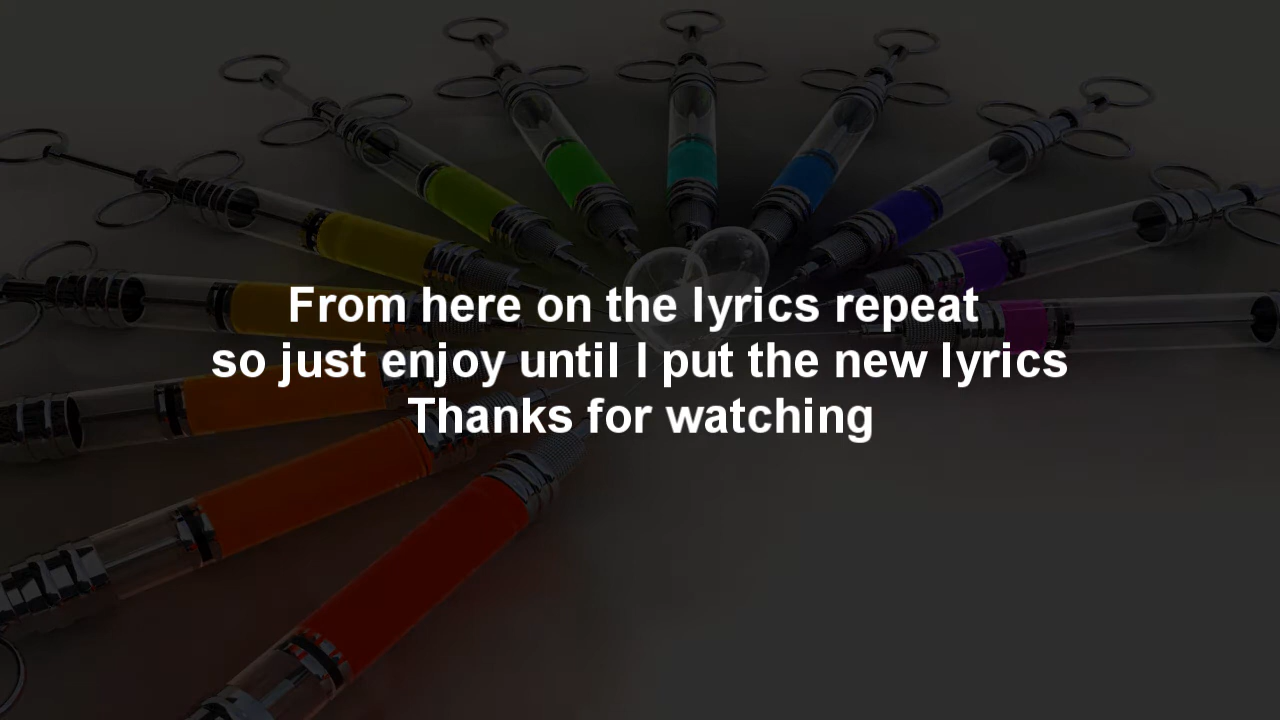 From here on the lyrics repeat
so just enjoy until I put the new lyrics
Thanks for watching